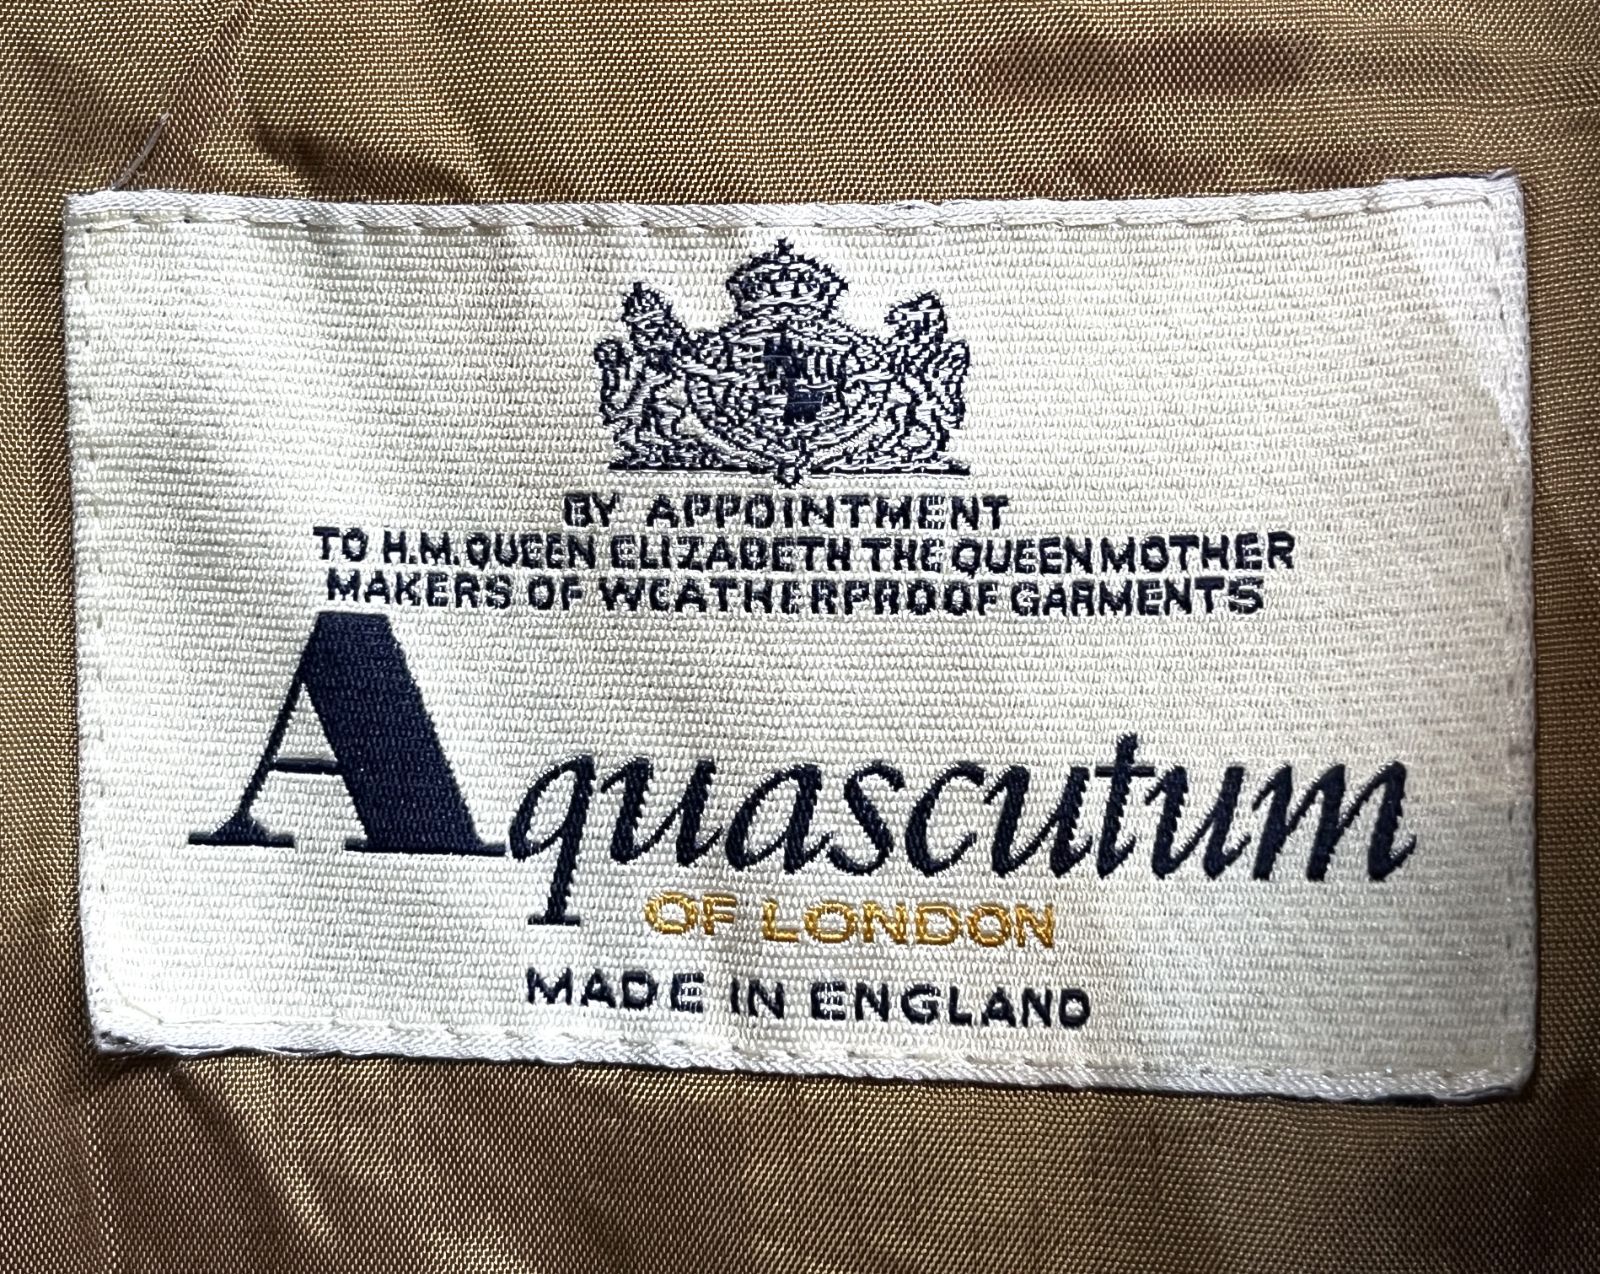 BY APPOINTMENT
TO H.M. QUEEN ELIZABETH THE QUEEN MOTHER
MAKERS OF WEATHERPROOF GARMENTS
Aquascutum
OF LONDON
MADE IN ENGLAND